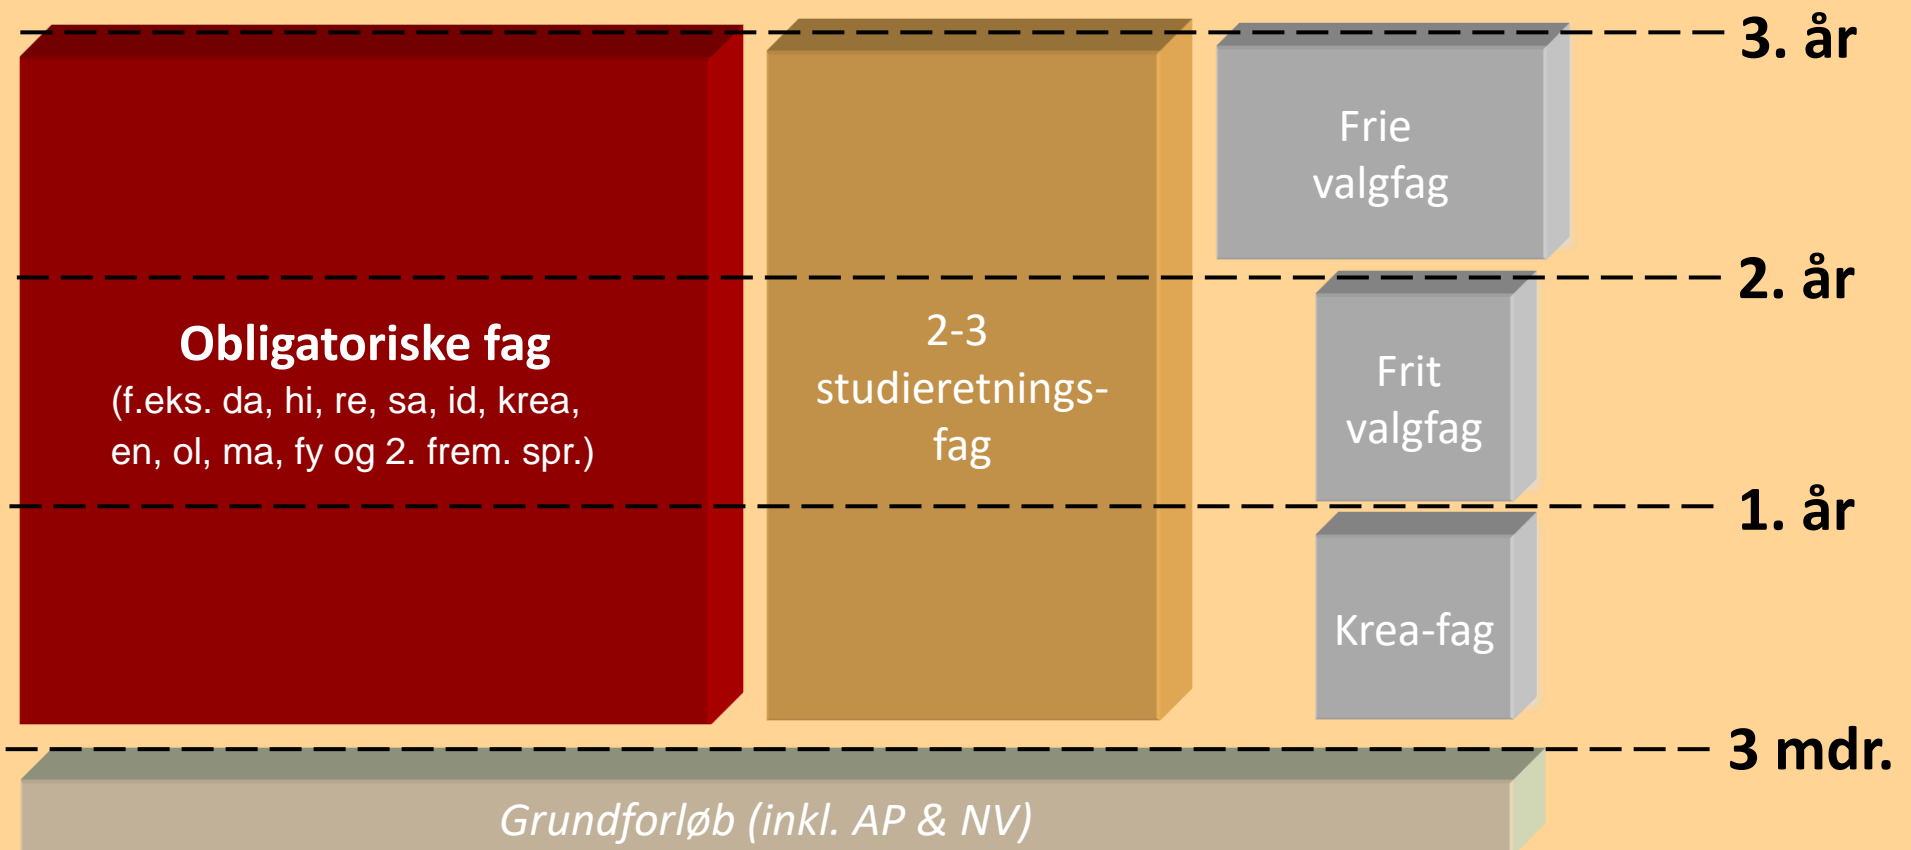 3. år
Frie
valgfag
2. år
Obligatoriske fag
(f.eks. da, hi, re, sa, id, krea,
en, ol, ma, fy og 2. frem. spr.)
2-3
studieretnings-
fag
Frit
valgfag
1. år
Krea-fag
3 mdr.
Grundforløb (inkl. AP & NV)